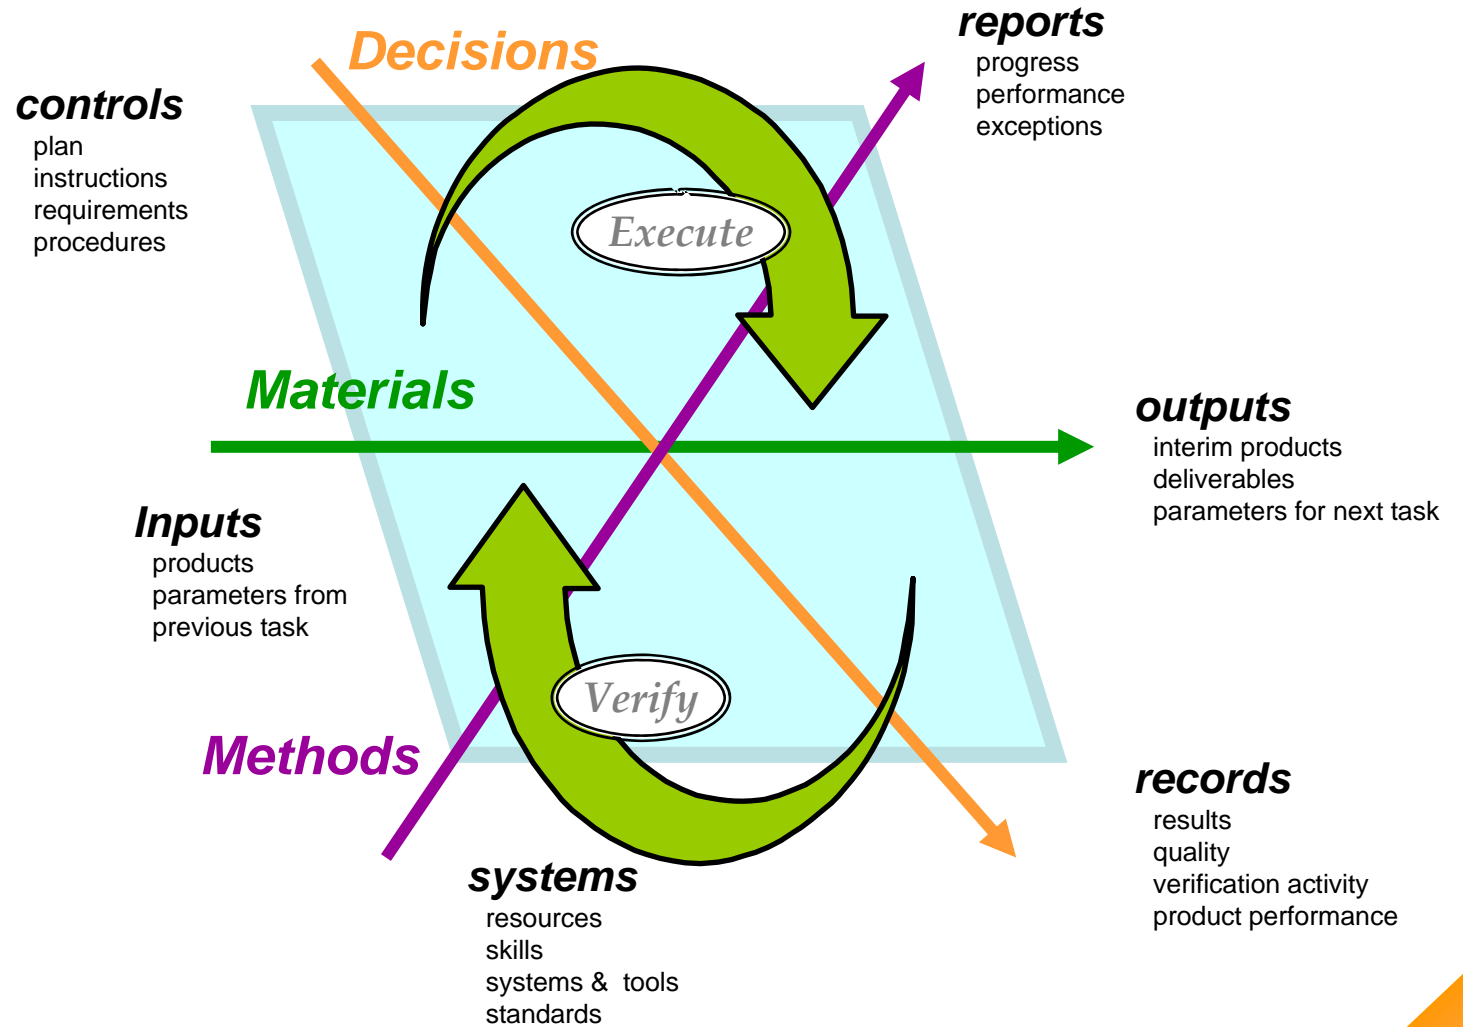 Decisions
reports
progress
performance
exceptions
controls
plan
instructions
requirements
procedures
Execute
Materials
outputs
interim products
deliverables
parameters for next task
Inputs
products
parameters from
previous task
Verify
Methods
records
results
quality
verification activity
product performance
systems
resources
skills
systems &  tools
standards